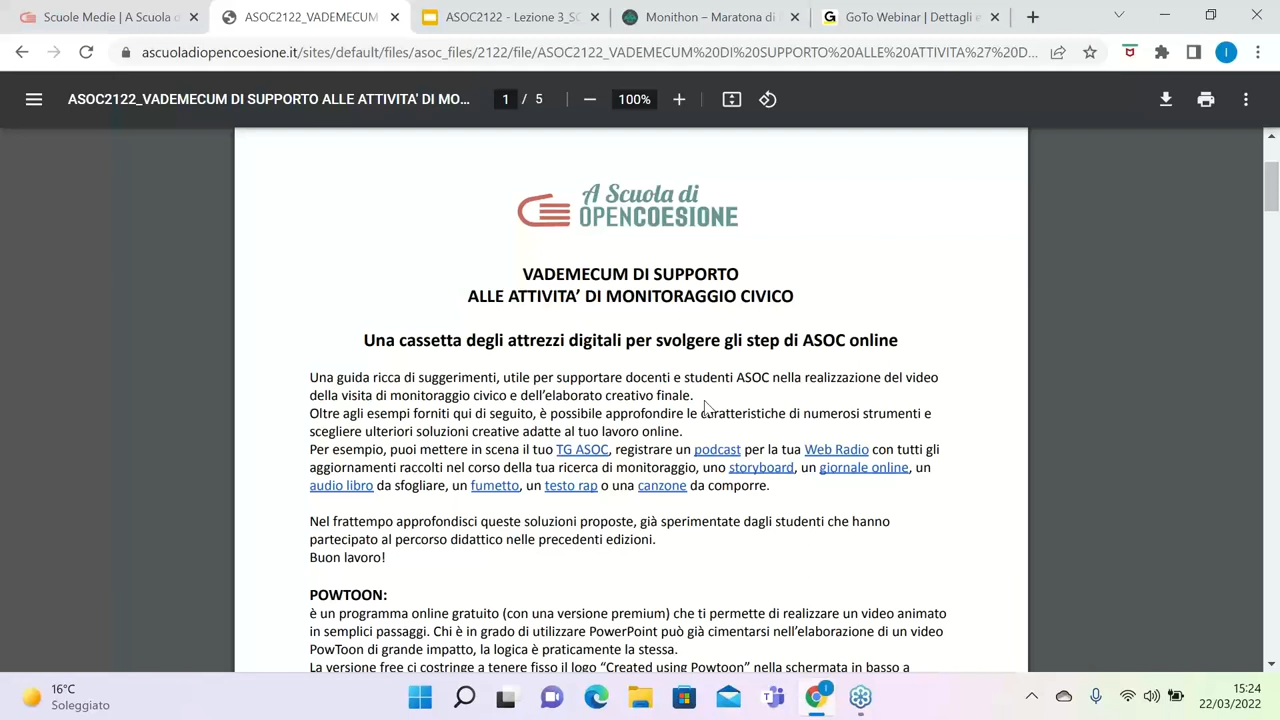 Scuole Medie | A Scuola d
ASOC2122_VADEMECUM
ASOC2122 - Lezione 3_SC
Monithon – Maratona di
GoTo Webinar | Dettagli e
ascuoladiopencoesione.it/sites/default/files/asoc_files/2122/file/ASOC2122_VADEMECUM%20DI%20SUPPORTO%20ALLE%20ATTIVITA%27%20D...
I
ASOC2122_VADEMECUM DI SUPPORTO ALLE ATTIVITA' DI MO...
1 / 5
100%
A Scuola di
OPENCOESIONE
VADEMECUM DI SUPPORTO
ALLE ATTIVITA’ DI MONITORAGGIO CIVICO
Una cassetta degli attrezzi digitali per svolgere gli step di ASOC online
Una guida ricca di suggerimenti, utile per supportare docenti e studenti ASOC nella realizzazione del video
della visita di monitoraggio civico e dell’elaborato creativo finale.
Oltre agli esempi forniti qui di seguito, è possibile approfondire le caratteristiche di numerosi strumenti e
scegliere ulteriori soluzioni creative adatte al tuo lavoro online.
Per esempio, puoi mettere in scena il tuo TG ASOC, registrare un podcast per la tua Web Radio con tutti gli
aggiornamenti raccolti nel corso della tua ricerca di monitoraggio, uno storyboard, un giornale online, un
audio libro da sfogliare, un fumetto, un testo rap o una canzone da comporre.
Nel frattempo approfondisci queste soluzioni proposte, già sperimentate dagli studenti che hanno
partecipato al percorso didattico nelle precedenti edizioni.
Buon lavoro!
POWTOON:
è un programma online gratuito (con una versione premium) che ti permette di realizzare un video animato
in semplici passaggi. Chi è in grado di utilizzare PowerPoint può già cimentarsi nell’elaborazione di un video
PowToon di grande impatto, la logica è praticamente la stessa.
La versione free ci costringe a tenere fisso il logo “Created using Powtoon” nella schermata in basso a
16°C
Soleggiato
15:24
22/03/2022